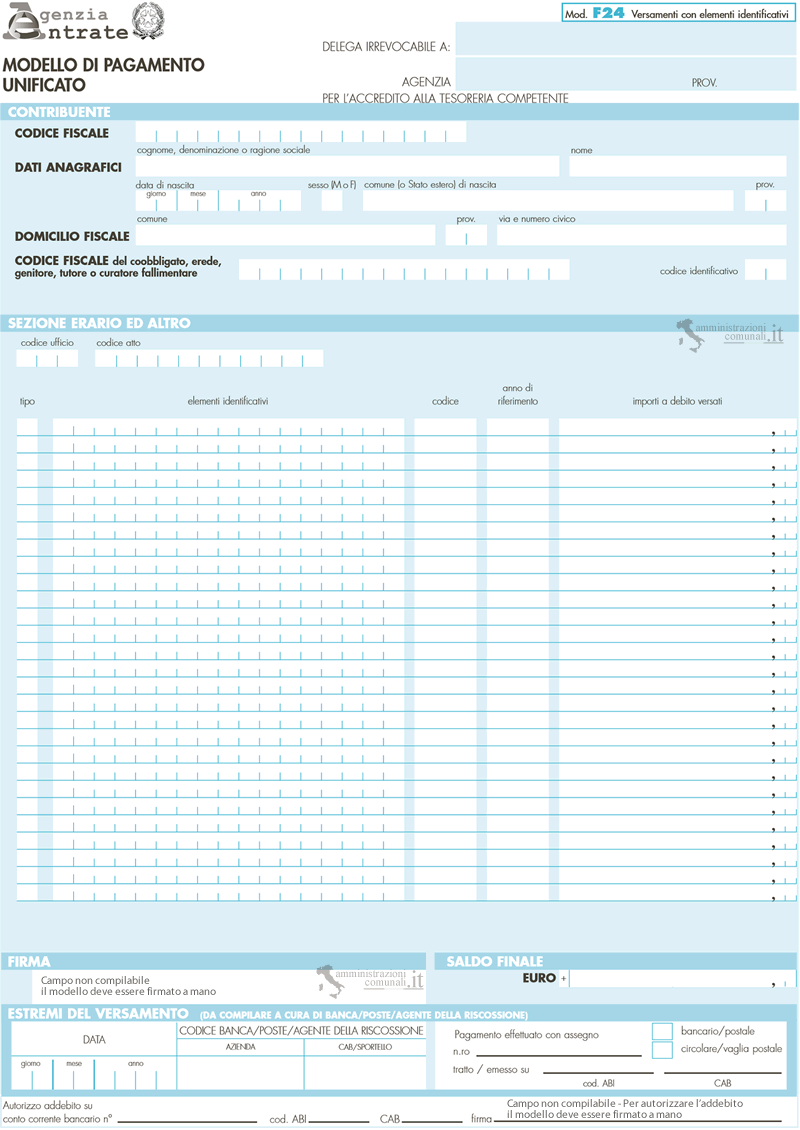 Agenzia
Entrate
Mod. F24 Versamenti con elementi identificativi
DELEGA IRREVOCABILE A:
MODELLO DI PAGAMENTO
UNIFICATO
AGENZIA
PROV.
PER L'ACCREDITO ALLA TESORERIA COMPETENTE
CONTRIBUENTE
CODICE FISCALE
cognome, denominazione o ragione sociale
nome
DATI ANAGRAFICI
data di nascita
sesso (M o F)
comune (o Stato estero) di nascita
prov.
giorno
mese
anno
comune
prov.
via e numero civico
DOMICILIO FISCALE
CODICE FISCALE del coobbligato, erede,
genitore, tutore o curatore fallimentare
codice identificativo
SEZIONE ERARIO ED ALTRO
amministrazioni
comunali.it
codice ufficio
codice atto
tipo
elementi identificativi
codice
anno di
riferimento
importi a debito versati
FIRMA
SALDO FINALE
Campo non compilabile
il modello deve essere firmato a mano
amministrazioni
comunali.it
EURO +
ESTREMI DEL VERSAMENTO (DA COMPILARE A CURA DI BANCA/POSTE/AGENTE DELLA RISCOSSIONE)
DATA
CODICE BANCA/POSTE/AGENTE DELLA RISCOSSIONE
AZIENDA
CAB/SPORTELLO
giorno
mese
anno
Pagamento effettuato con assegno
bancario/postale
n.ro
circolare/vaglia postale
tratto / emesso su
cod. ABI
CAB
Autorizzo addebito su
conto corrente bancario n°
cod. ABI
CAB
firma
Campo non compilabile - Per autorizzare l'addebito
il modello deve essere firmato a mano